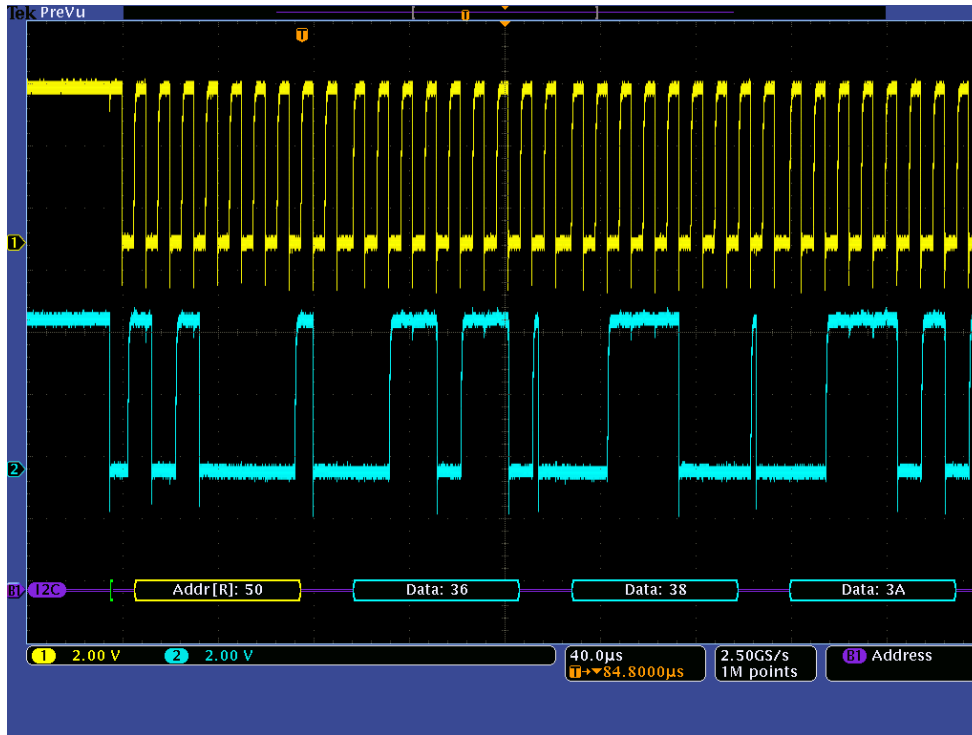 Tek PreVu
T
T
1
2
B1 I2C Addr[R]: 50 Data: 36 Data: 38 Data: 3A
1 2.00 V 2 2.00 V 40.0µs 2.50GS/s B1 Address
T→▼84.8000µs 1M points